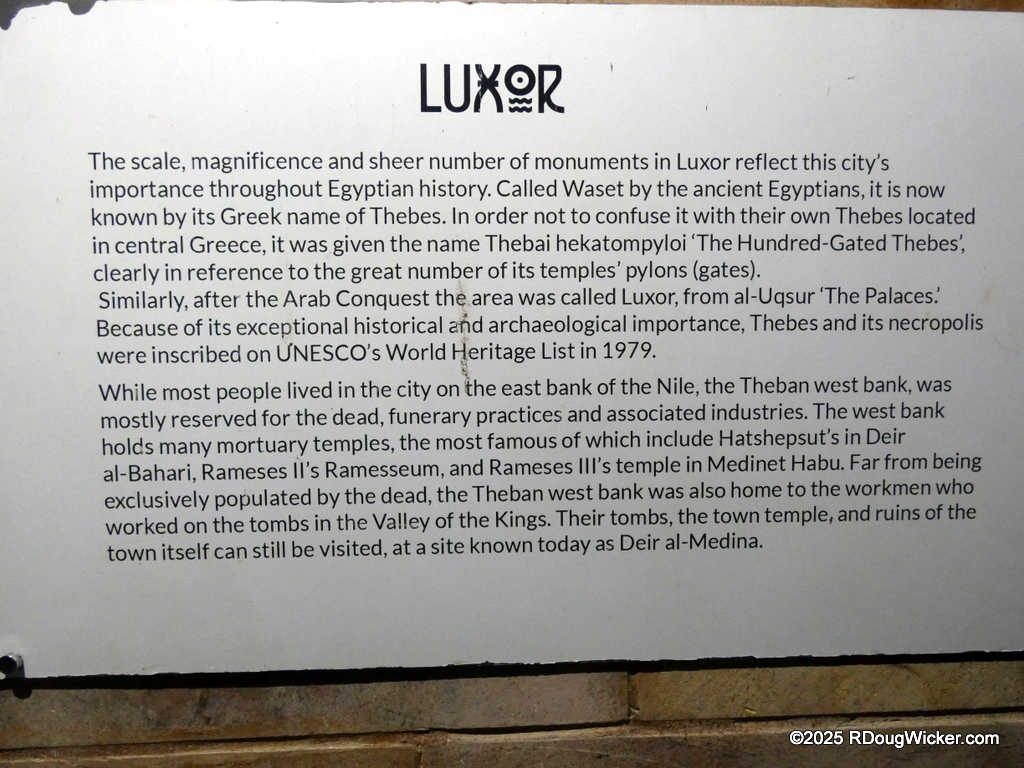 LUXOR
The scale, magnificence and sheer number of monuments in Luxor reflect this city's
importance throughout Egyptian history. Called Waset by the ancient Egyptians, it is now
known by its Greek name of Thebes. In order not to confuse it with their own Thebes located
in central Greece, it was given the name Thebai hekatompyloi 'The Hundred-Gated Thebes',
clearly in reference to the great number of its temples' pylons (gates).
Similarly, after the Arab Conquest the area was called Luxor, from al-Uqsur 'The Palaces.'
Because of its exceptional historical and archaeological importance, Thebes and its necropolis
were inscribed on UNESCO's World Heritage List in 1979.
While most people lived in the city on the east bank of the Nile, the Theban west bank, was
mostly reserved for the dead, funerary practices and associated industries. The west bank
holds many mortuary temples, the most famous of which include Hatshepsut's in Deir
al-Bahari, Rameses II's Ramesseum, and Rameses III's temple in Medinet Habu. Far from being
exclusively populated by the dead, the Theban west bank was also home to the workmen who
worked on the tombs in the Valley of the Kings. Their tombs, the town temple, and ruins of the
town itself can still be visited, at a site known today as Deir al-Medina.
©2025 RDougWicker.com